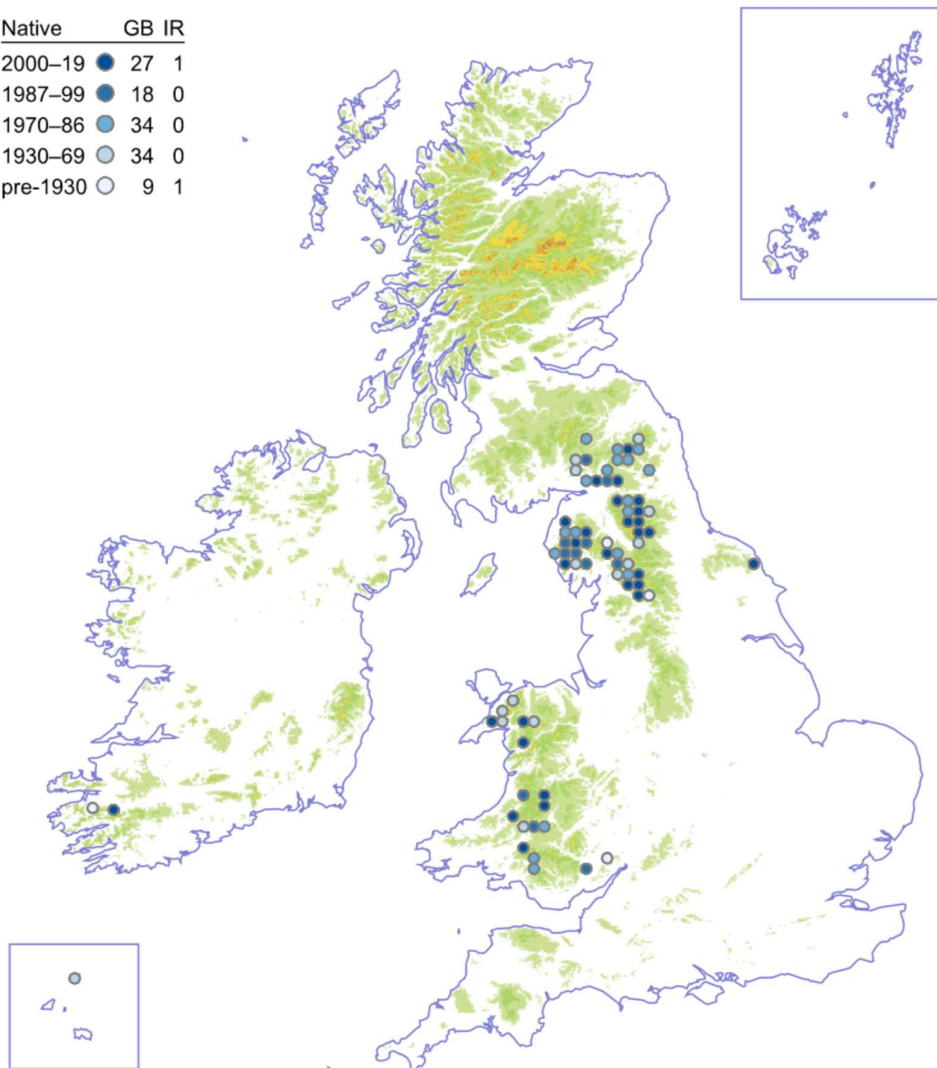 Native GB IR
2000–19 27 1
1987–99 18 0
1970–86 34 0
1930–69 34 0
pre-1930 9 1